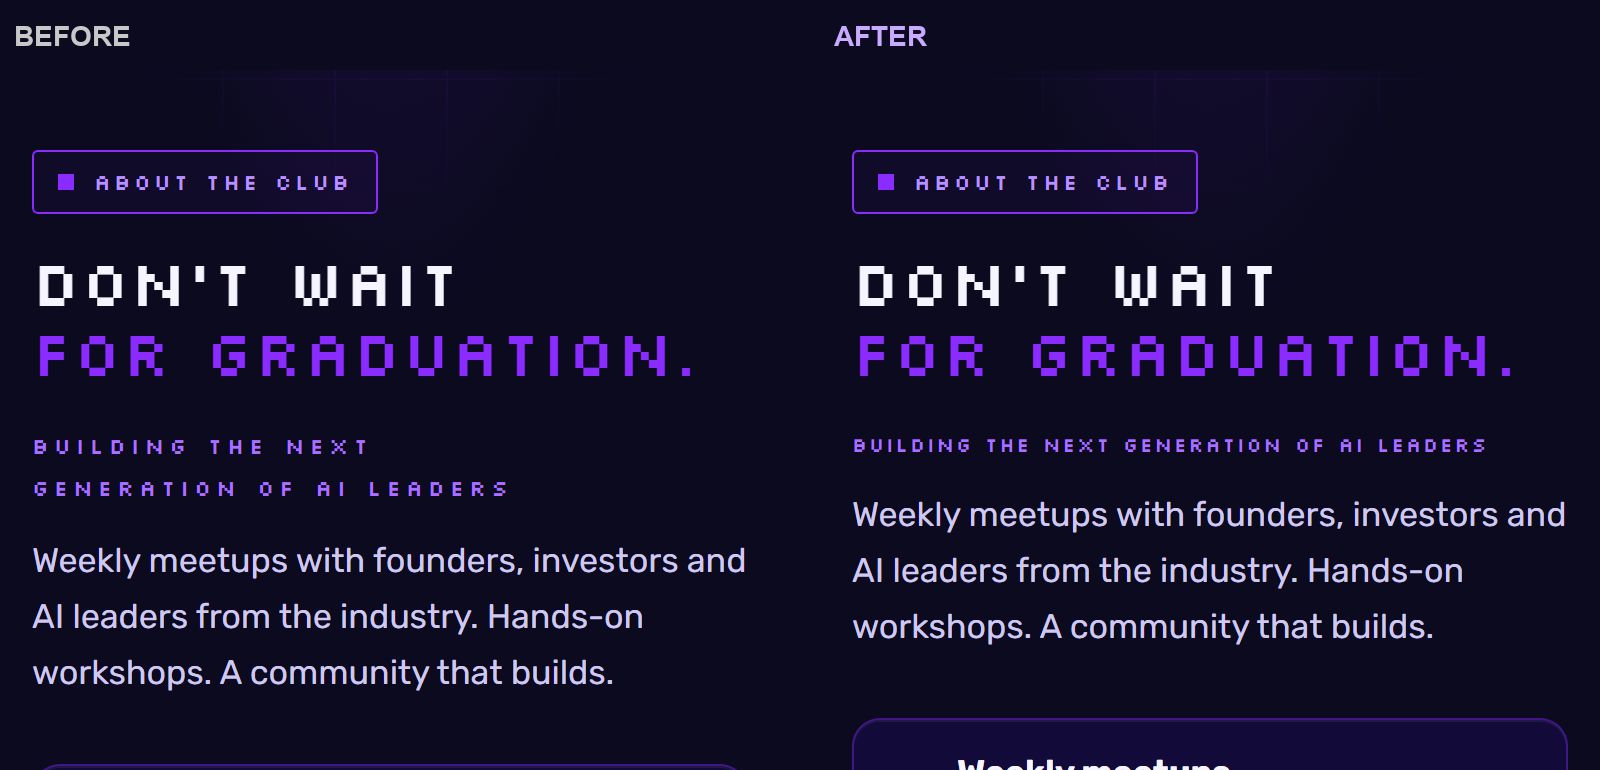 BEFORE
ABOUT THE CLUB
DON'T WAIT
FOR GRADUATION.
BUILDING THE NEXT
GENERATION OF AI LEADERS
Weekly meetups with founders, investors and
AI leaders from the industry. Hands-on
workshops. A community that builds.
AFTER
ABOUT THE CLUB
DON'T WAIT
FOR GRADUATION.
BUILDING THE NEXT GENERATION OF AI LEADERS
Weekly meetups with founders, investors and
AI leaders from the industry. Hands-on
workshops. A community that builds.
Weekly meetups